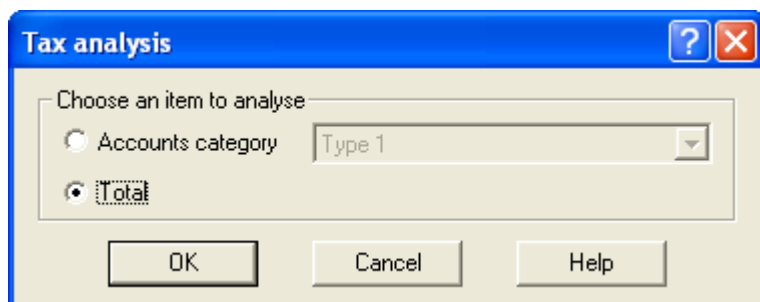 Tax analysis
Choose an item to analyse
Accounts category Type 1
Total
OK Cancel Help